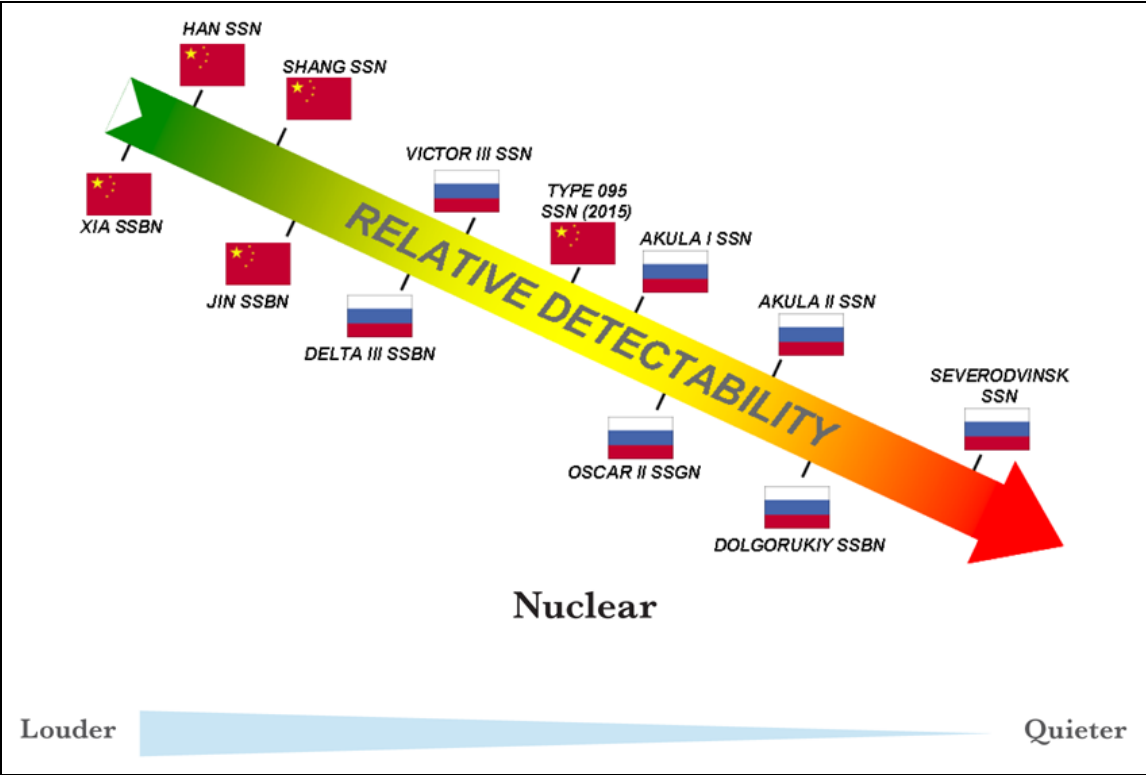 HAN SSN
SHANG SSN
XIA SSBN
VICTOR III SSN
TYPE 095
SSN (2015)
JIN SSBN
AKULA I SSN
DELTA III SSBN
RELATIVE DETECTABILITY
AKULA II SSN
SEVERODVINSK
SSN
OSCAR II SSGN
DOLGORUKIY SSBN
Nuclear
Louder
Quieter